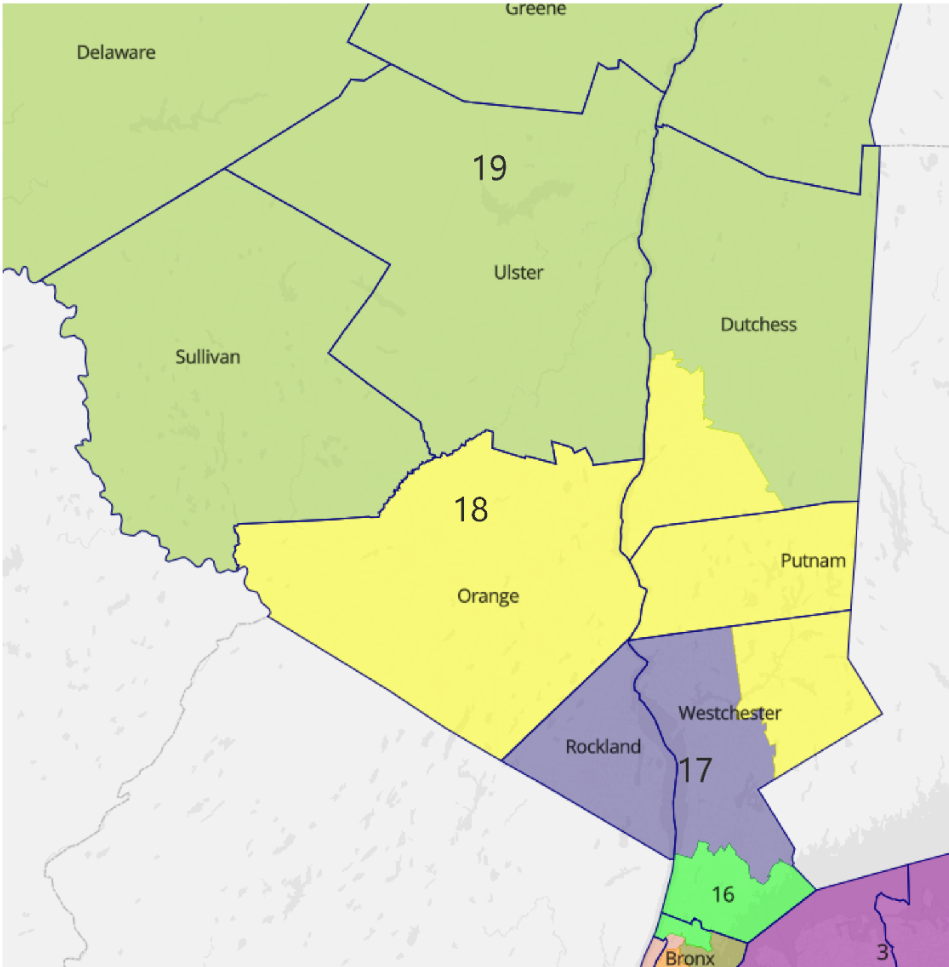 Greene
Delaware
19
Ulster
Dutchess
Sullivan
18
Putnam
Orange
Westchester
Rockland
17
16
3
Bronx